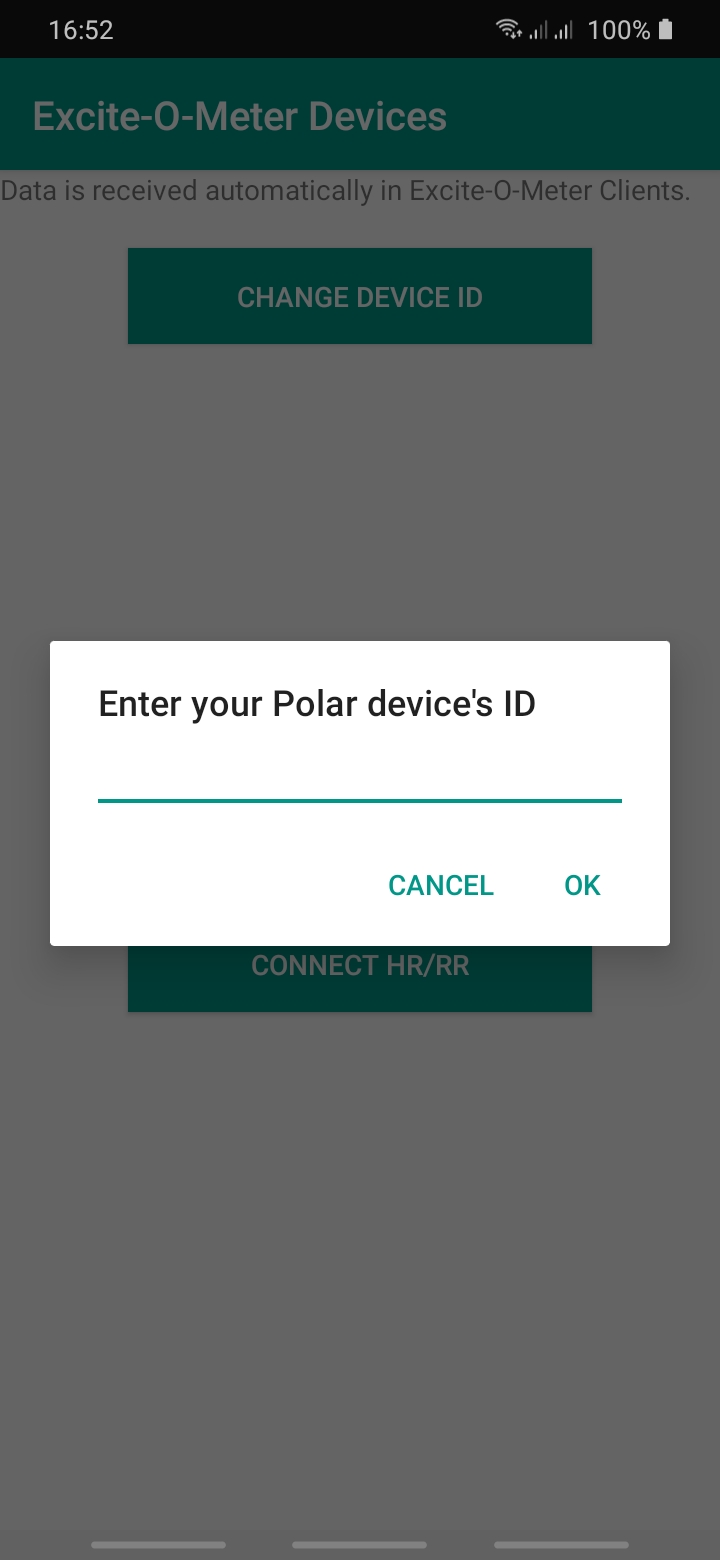 16:52
100%
Excite-O-Meter Devices
Data is received automatically in Excite-O-Meter Clients.
CHANGE DEVICE ID
Enter your Polar device's ID
CANCEL OK
CONNECT HR/RR